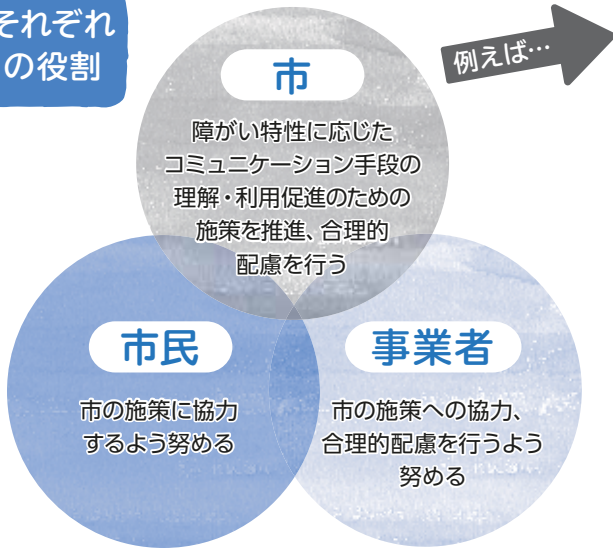 それぞれ
の役割
例えば…
市
障がい特性に応じた
コミュニケーション手段の
理解・利用促進のための
施策を推進、合理的
配慮を行う
市民
市の施策に協力
するよう努める
事業者
市の施策への協力、
合理的配慮を行うよう
努める